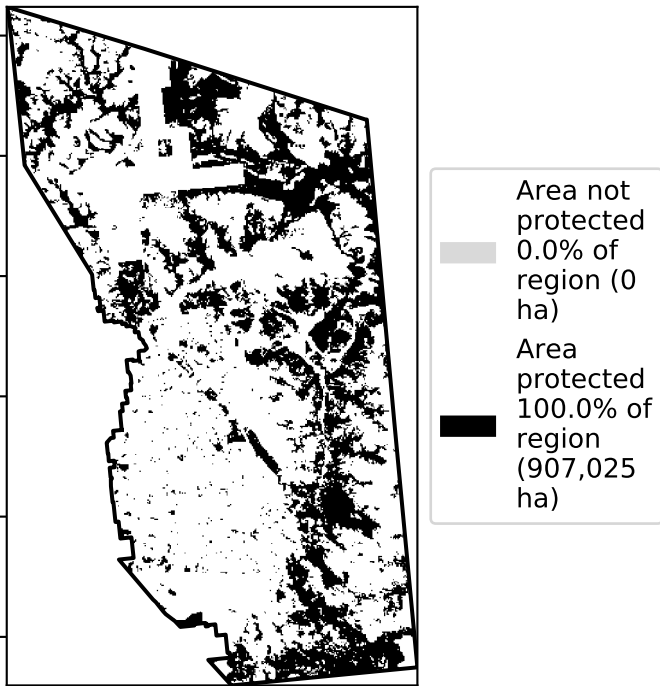 Area not
protected
0.0% of
region (0
ha)
Area
protected
100.0% of
region
(907,025
ha)